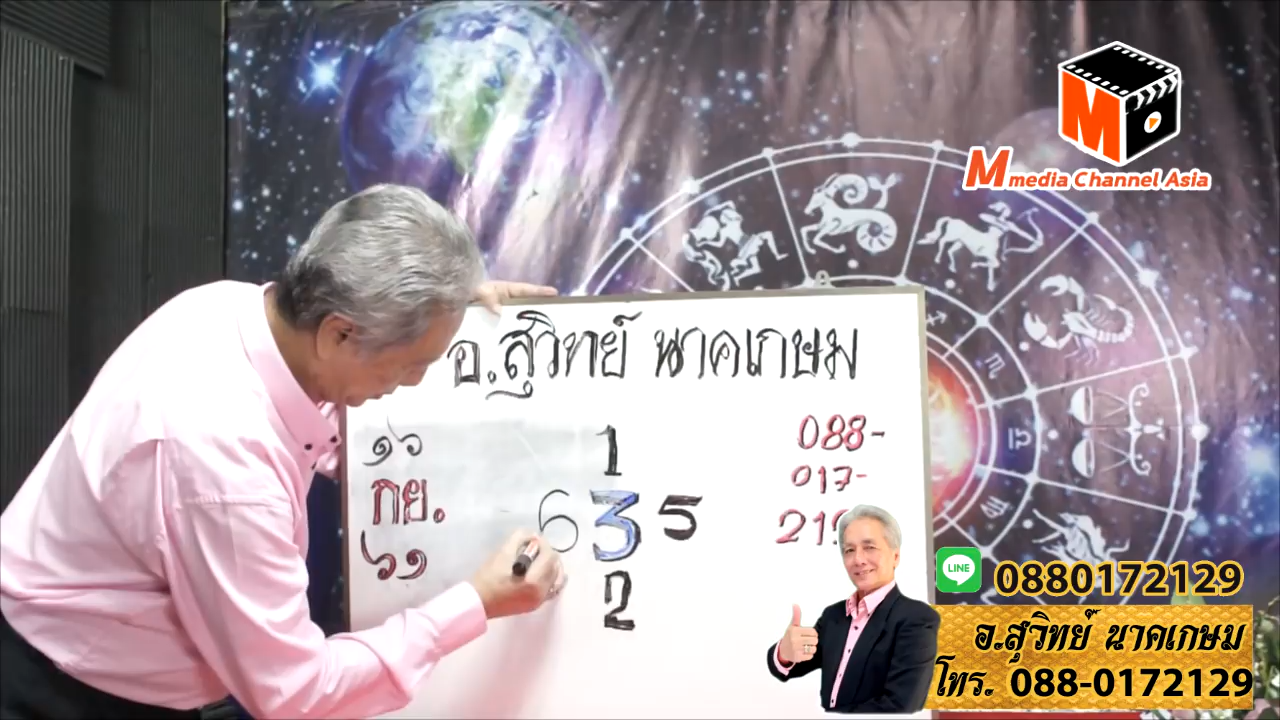 M
Mmedia Channel Asia
อ.สุวิทย์ นาคเกษม
๑๖
กย.
๖๑
1
6 3 5
2
088-
017-
LINE
0880172129
อ.สุวิทย์ นาคเกษม
โทร. 088-0172129